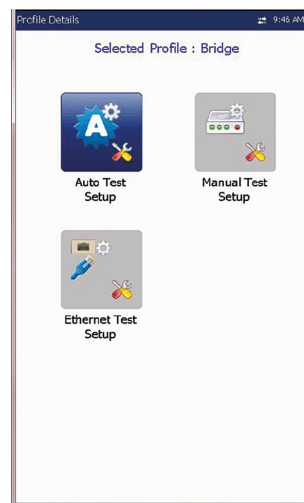 Profile Details 9:46 AM
Selected Profile : Bridge
A
Auto Test
Setup
Manual Test
Setup
Ethernet Test
Setup